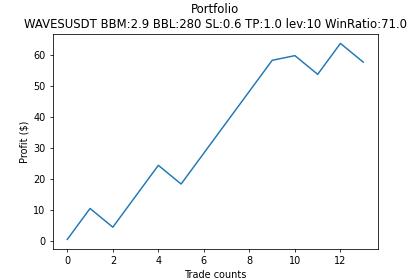 Portfolio
WAVESUSDT BBM:2.9 BBL:280 SL:0.6 TP:1.0 lev:10 WinRatio:71.0
Profit ($)
60
50
40
30
20
10
0
0 2 4 6 8 10 12
Trade counts